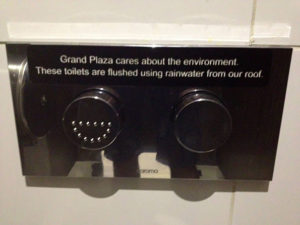 Grand Plaza cares about the environment.
These toilets are flushed using rainwater from our roof.